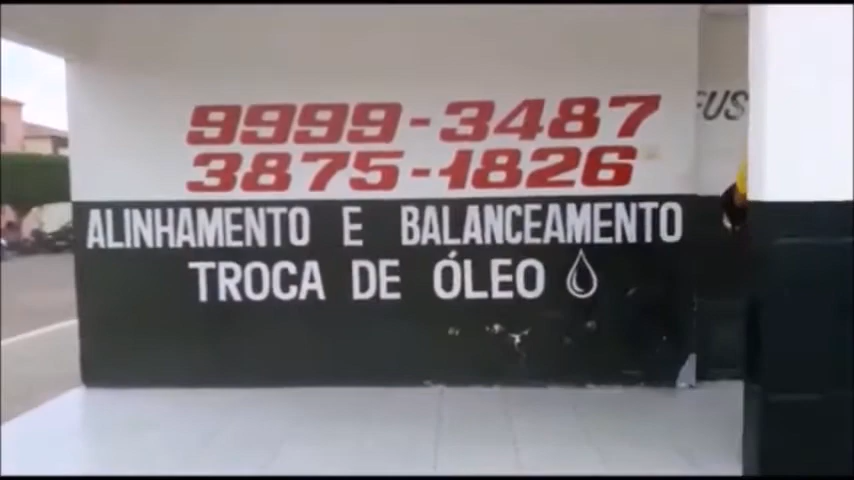 9999-3487
3875-1826
ALINHAMENTO E BALANCEAMENTO
TROCA DE ÓLEO